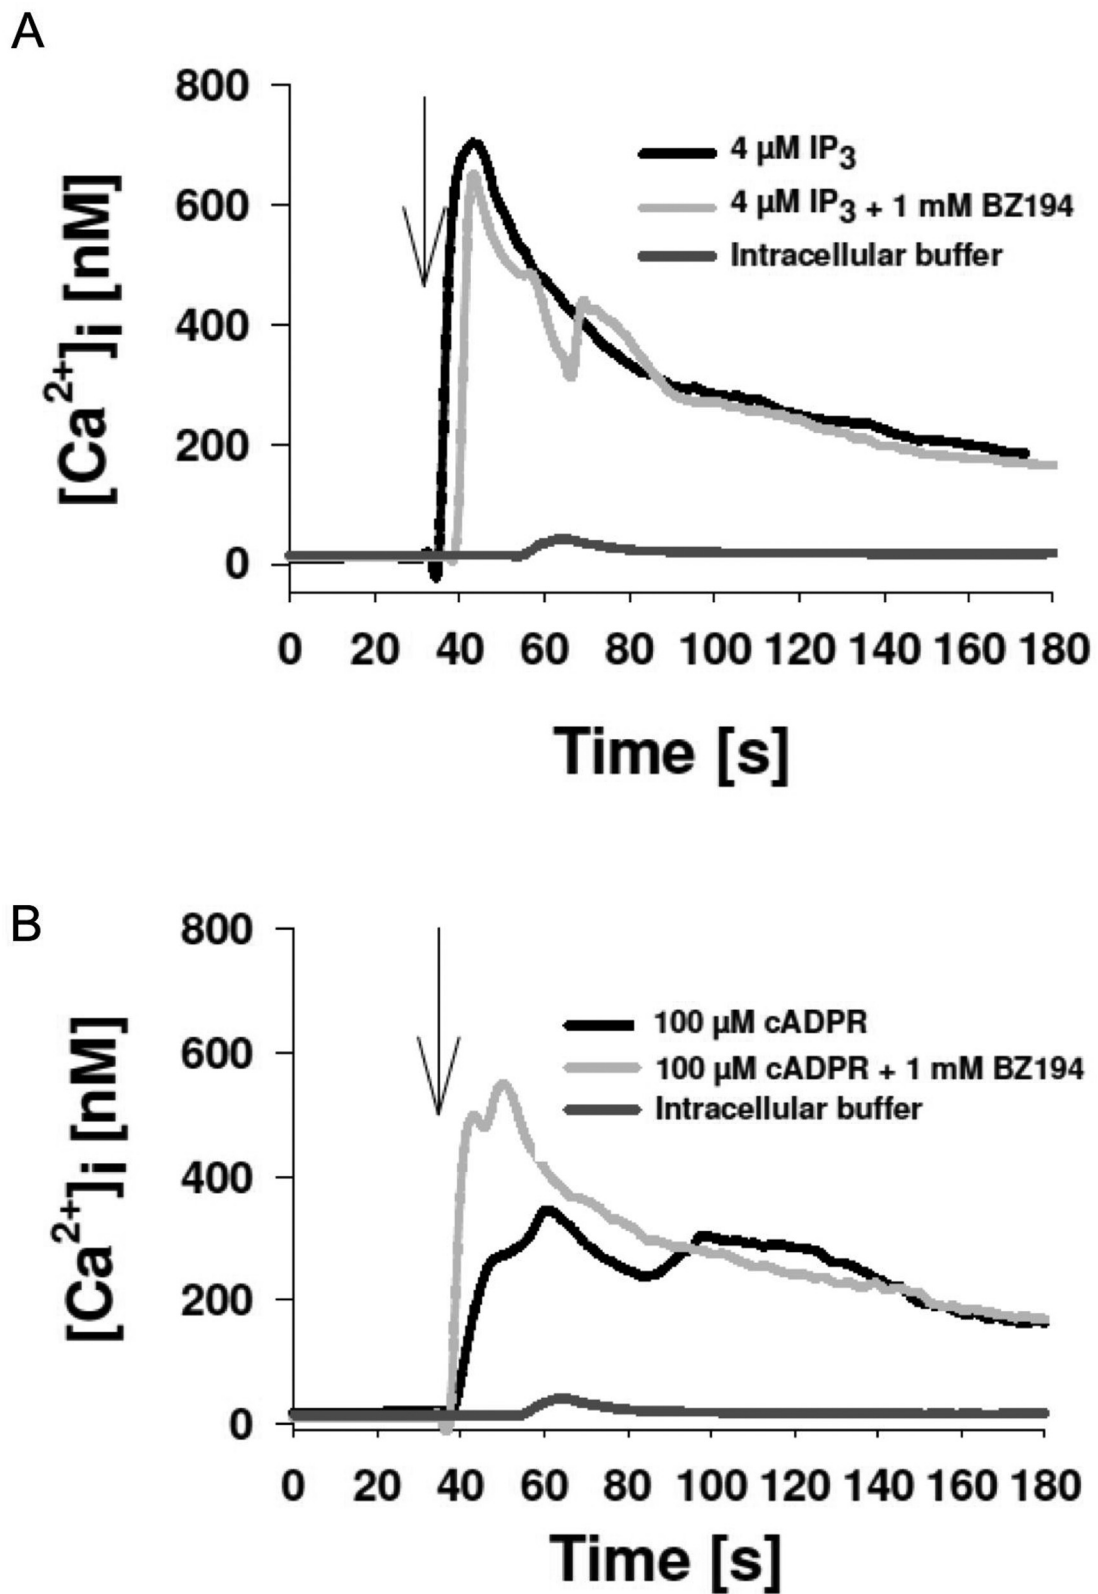 A
800
600
400
200
0
[Ca2+]i [nM]
4 µM IP3
4 µM IP3 + 1 mM BZ194
Intracellular buffer
0 20 40 60 80 100 120 140 160 180
Time [s]
B
800
600
400
200
0
[Ca2+]i [nM]
100 µM cADPR
100 µM cADPR + 1 mM BZ194
Intracellular buffer
0 20 40 60 80 100 120 140 160 180
Time [s]